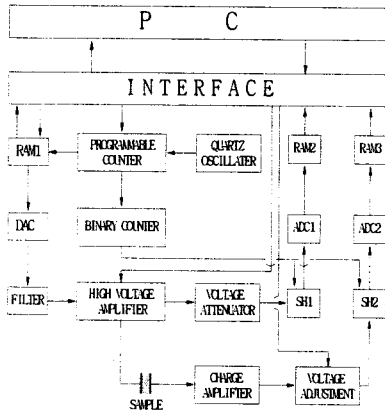 P C
INTERFACE
RAM1
PROGRAMMABLE
COUNTER
QUARTZ
OSCILLATER
RAM2
RAM3
DAC
BINARY COUNTER
ADC1
ADC2
FILTER
HIGH VOLTAGE
AMPLIFIER
VOLTAGE
ATTENUATOR
SH1
SH2
SAMPLE
CHARGE
AMPLIFIER
VOLTAGE
ADJUSTMENT